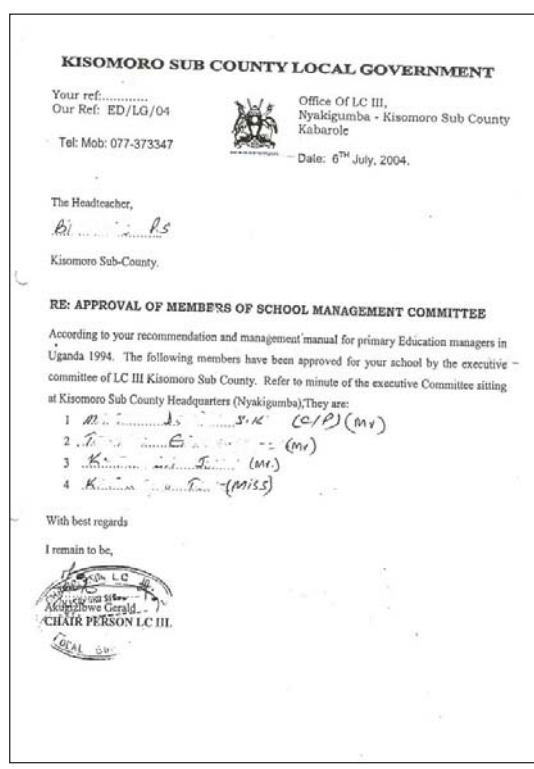 KISOMORO SUB COUNTY LOCAL GOVERNMENT
Your ref:............
Our Ref: ED/LG/04
Tel: Mob: 077-373347
Office Of LC III,
Nyakigumba - Kisomoro Sub County
Kabarole
Date: 6TH July, 2004.
The Headteacher,
P.S
Kisomoro Sub-County.
RE: APPROVAL OF MEMBERS OF SCHOOL MANAGEMENT COMMITTEE
According to your recommendation and management manual for primary Education managers in
Uganda 1994. The following members have been approved for your school by the executive
committee of LC III Kisomoro Sub County. Refer to minute of the executive Committee sitting
at Kisomoro Sub County Headquarters (Nyakigumba),They are:
1 S.K (C/P) (Mr)
2 (Mr)
3 (Mr.)
4 (Miss)
With best regards
I remain to be,
Gerald
CHAIR PERSON LC III.
LOCAL